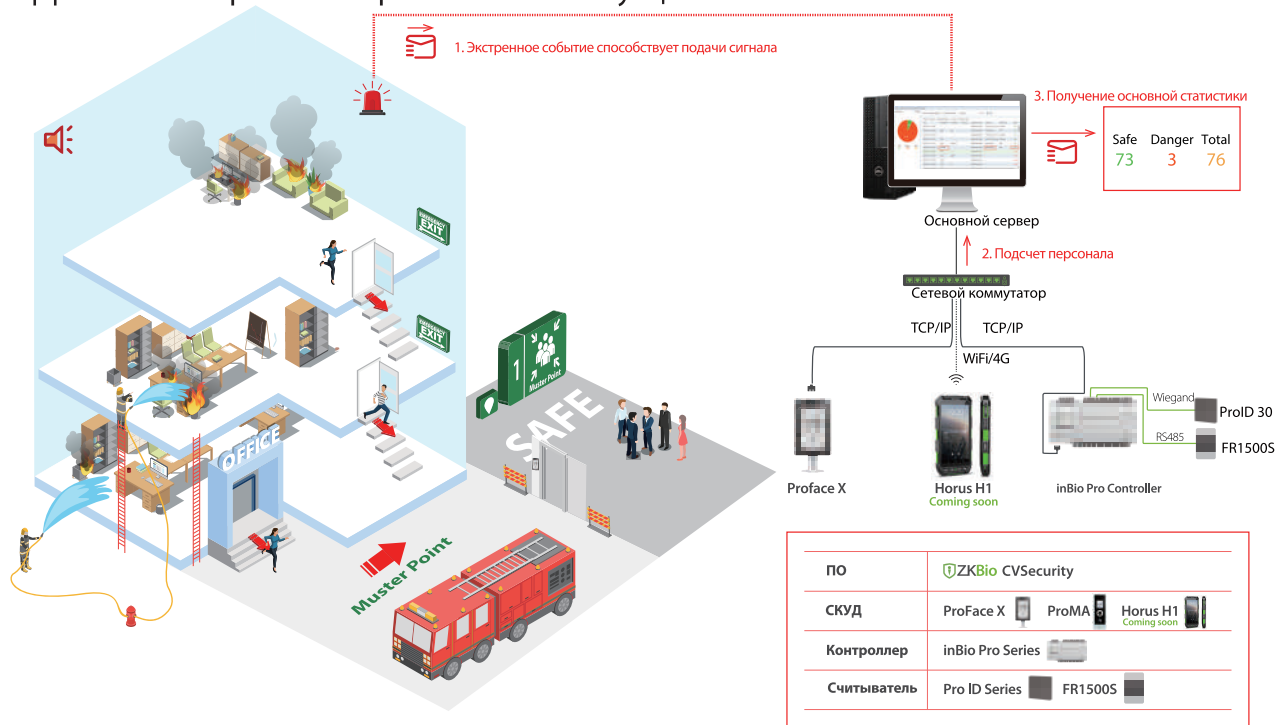 1. Экстренное событие способствует подачи сигнала
3. Получение основной статистики
Safe Danger Total
73 3 76
Основной сервер
2. Подсчет персонала
Сетевой коммутатор
TCP/IP TCP/IP
WiFi/4G
Wiegand
ProID 30
RS485
FR1500S
Proface X
Horus H1
Coming soon
inBio Pro Controller
EMERGENCY
EXIT
EMERGENCY
EXIT
1
Muster Point
SAFE
OFFICE
Muster Point
ПО ZKBio CVSecurity
СКУД ProFace X ProMA Horus H1
Coming soon
Контроллер inBio Pro Series
Считыватель Pro ID Series FR1500S